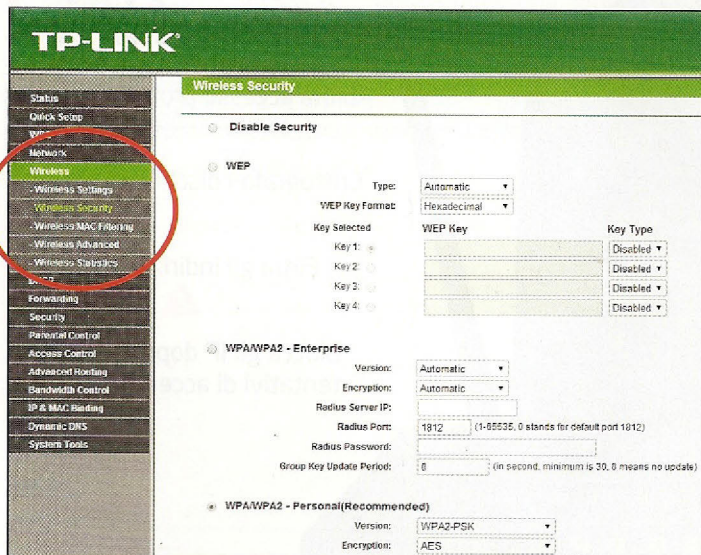 TP-LINK
Wireless Security
Status
Quick Setup
Network
Wireless
- Wireless Settings
- Wireless Security
- Wireless MAC Filtering
- Wireless Advanced
- Wireless Statistics
DHCP
Forwarding
Security
Parental Control
Access Control
Advanced Routing
Bandwidth Control
IP & MAC Binding
Dynamic DNS
System Tools
Disable Security
WEP
Type: Automatic
WEP Key Format: Hexadecimal
Key Selected WEP Key Key Type
Key 1: Disabled
Key 2: Disabled
Key 3: Disabled
Key 4: Disabled
WPA/WPA2 - Enterprise
Version: Automatic
Encryption: Automatic
Radius Server IP:
Radius Port: 1812 (1-65535, 0 stands for default port 1812)
Radius Password:
Group Key Update Period: 0 (in second, minimum is 30, 0 means no update)
WPA/WPA2 - Personal(Recommended)
Version: WPA2-PSK
Encryption: AES